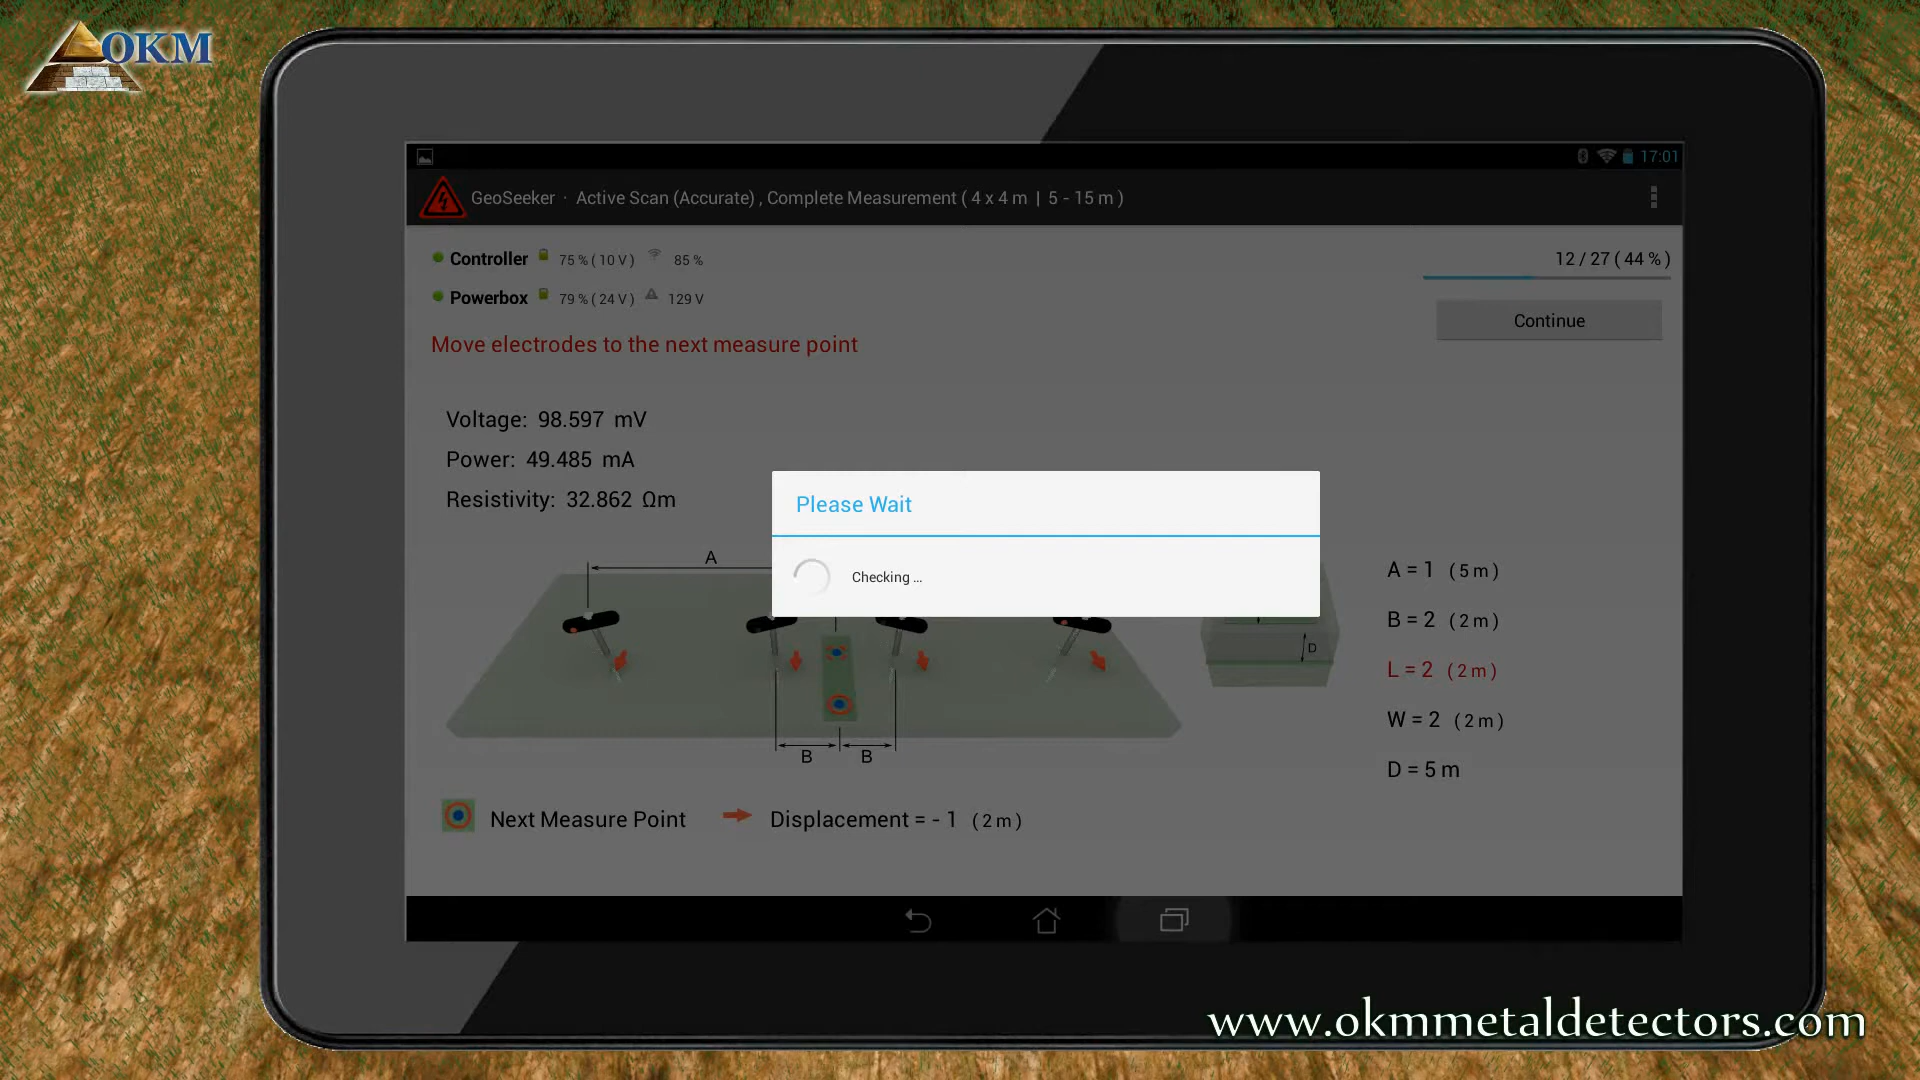 OKM
17:01
GeoSeeker · Active Scan (Accurate) , Complete Measurement ( 4 x 4 m | 5 - 15 m )
Controller 75 % ( 10 V ) 85 %
12 / 27 ( 44 % )
Powerbox 79 % ( 24 V ) 129 V
Continue
Move electrodes to the next measure point
Voltage: 98.597 mV
Power: 49.485 mA
Resistivity: 32.862 Ωm
Please Wait
Checking ...
A
A = 1 ( 5 m )
B = 2 ( 2 m )
D
L = 2 ( 2 m )
W = 2 ( 2 m )
B B
D = 5 m
Next Measure Point Displacement = - 1 ( 2 m )
www.okmmetaldetectors.com